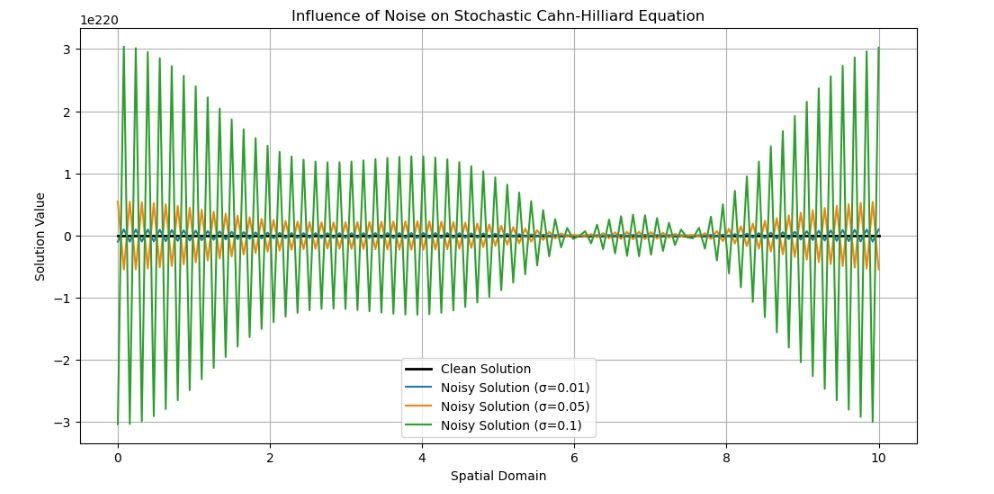 Influence of Noise on Stochastic Cahn-Hilliard Equation
1e220
3
2
1
0
−1
−2
−3
Solution Value
Clean Solution
Noisy Solution (σ=0.01)
Noisy Solution (σ=0.05)
Noisy Solution (σ=0.1)
0 2 4 6 8 10
Spatial Domain